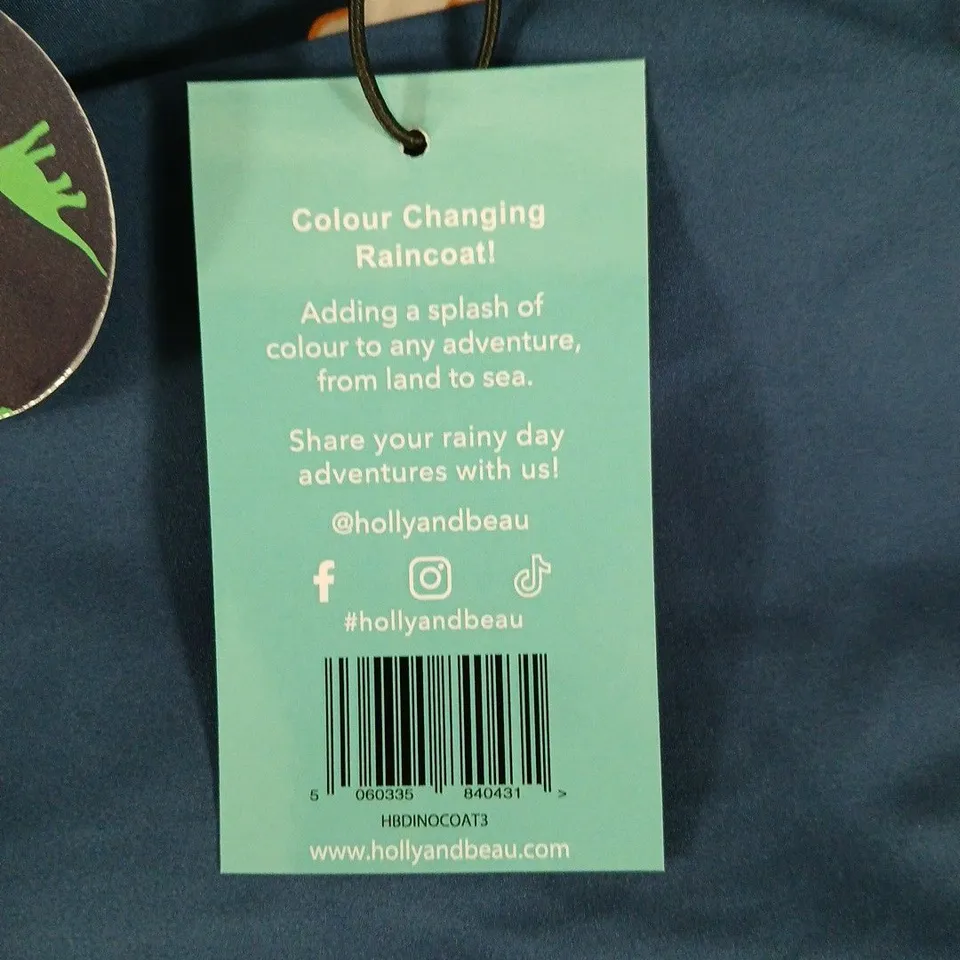 Colour Changing
Raincoat!
Adding a splash of
colour to any adventure,
from land to sea.
Share your rainy day
adventures with us!
@hollyandbeau
#hollyandbeau
5 060335 840431 >
HBDINOCOAT3
www.hollyandbeau.com